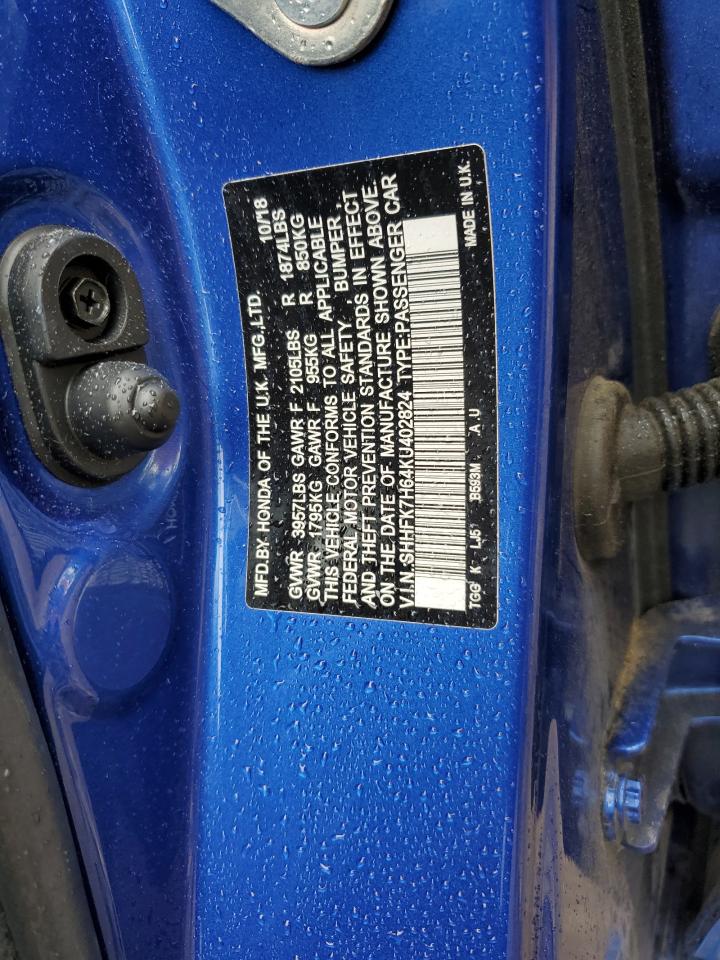 MFD.BY HONDA OF THE U.K. MFG.,LTD. 10/18
GVWR 3957LBS GAWR F 2105LBS R 1874LBS
GVWR 1795KG GAWR F 955KG R 850KG
THIS VEHICLE CONFORMS TO ALL APPLICABLE
FEDERAL MOTOR VEHICLE SAFETY, BUMPER,
AND THEFT PREVENTION STANDARDS IN EFFECT
ON THE DATE OF MANUFACTURE SHOWN ABOVE.
V.I.N.:SHHFK7H64KU402824 TYPE:PASSENGER CAR
TGG K LJ5 B593M A U MADE IN U.K.